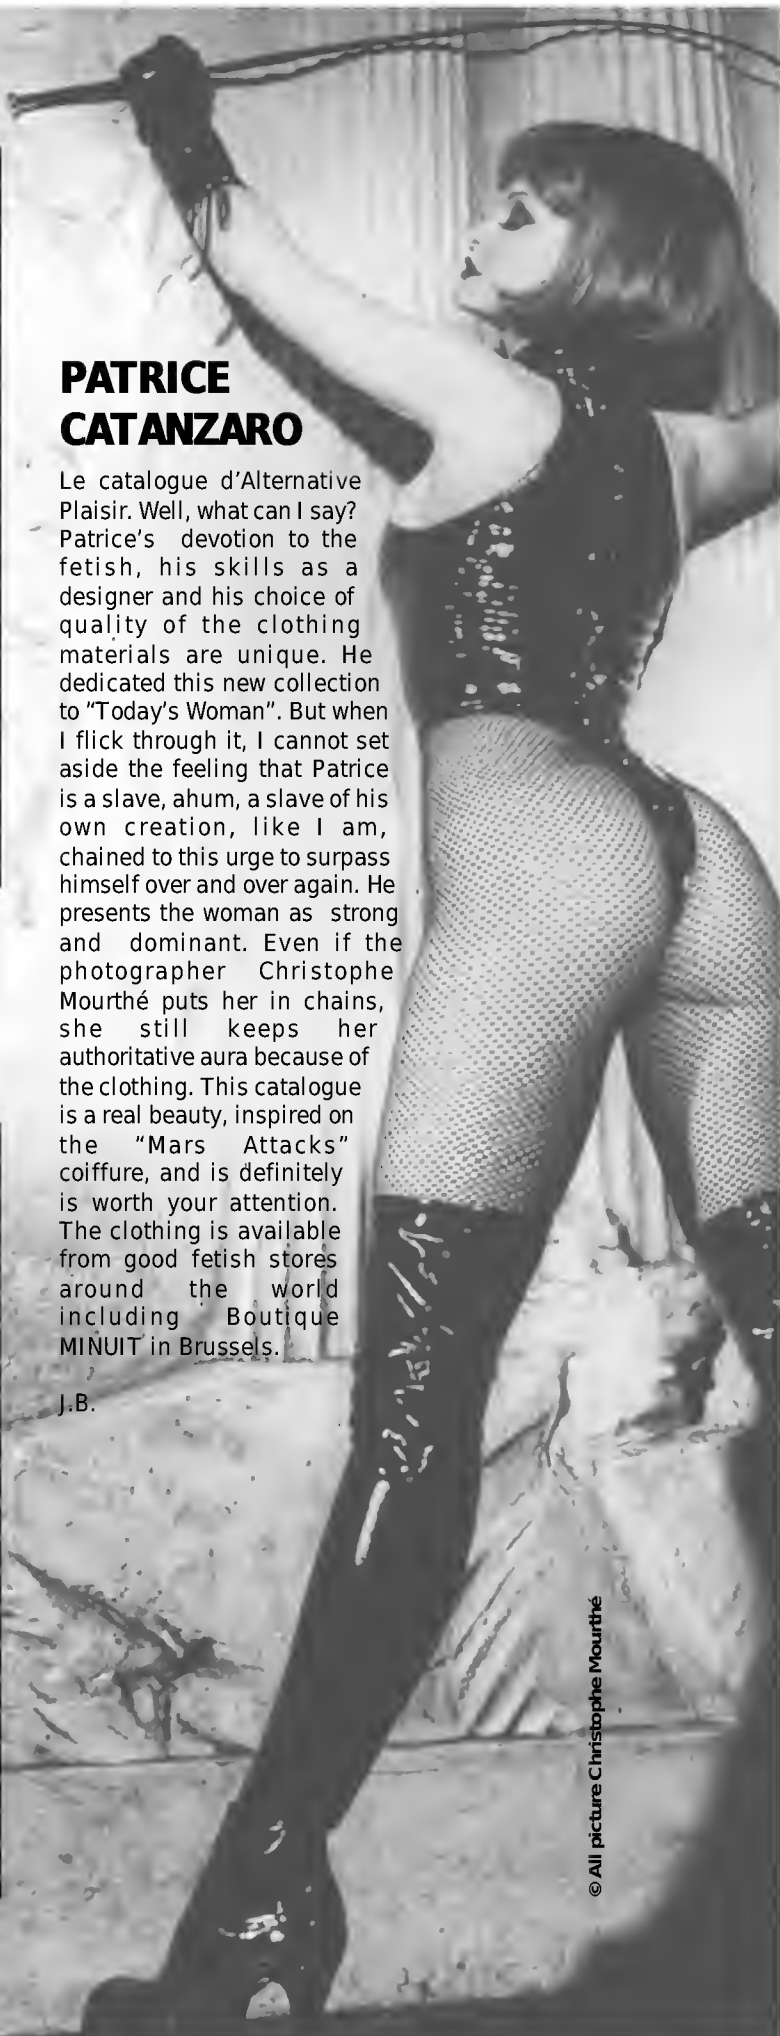 PATRICE
CATANZARO
Le catalogue d'Alternative
Plaisir. Well, what can I say?
Patrice's devotion to the
fetish, his skills as a
designer and his choice of
quality of the clothing
materials are unique. He
dedicated this new collection
to "Today's Woman". But when
I flick through it, I cannot set
aside the feeling that Patrice
is a slave, ahum, a slave of his
own creation, like I am,
chained to this urge to surpass
himself over and over again. He
presents the woman as strong
and dominant. Even if the
photographer Christophe
Mourthé puts her in chains,
she still keeps her
authoritative aura because of
the clothing. This catalogue
is a real beauty, inspired on
the "Mars Attacks"
coiffure, and is definitely
is worth your attention.
The clothing is available
from good fetish stores
around the world
including Boutique
MINUIT in Brussels.
J.B.
© All picture Christophe Mourthé